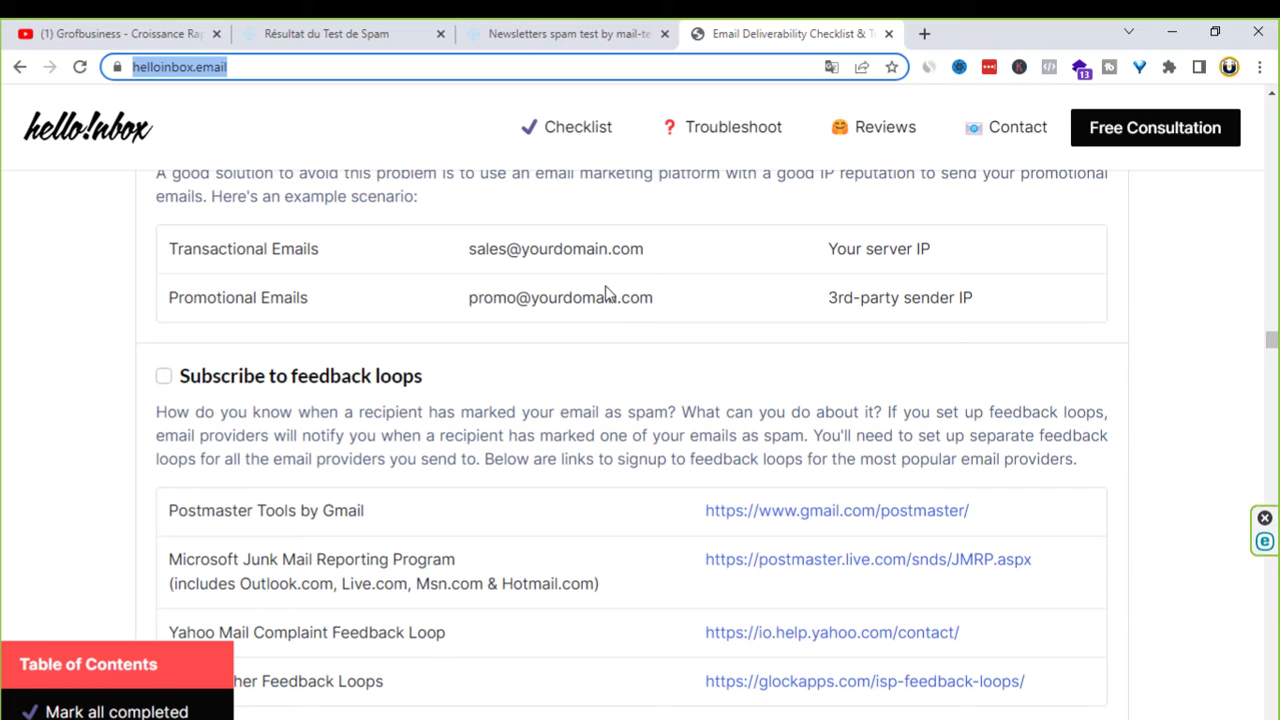 (1) Grofbusiness - Croissance Rap
Résultat du Test de Spam
Newsletters spam test by mail-te
Email Deliverability Checklist & T
helloinbox.email
13
hello!nbox
Checklist
Troubleshoot
Reviews
Contact
Free Consultation
A good solution to avoid this problem is to use an email marketing platform with a good IP reputation to send your promotional
emails. Here's an example scenario:
Transactional Emails sales@yourdomain.com Your server IP
Promotional Emails promo@yourdomain.com 3rd-party sender IP
Subscribe to feedback loops
How do you know when a recipient has marked your email as spam? What can you do about it? If you set up feedback loops,
email providers will notify you when a recipient has marked one of your emails as spam. You'll need to set up separate feedback
loops for all the email providers you send to. Below are links to signup to feedback loops for the most popular email providers.
Postmaster Tools by Gmail https://www.gmail.com/postmaster/
Microsoft Junk Mail Reporting Program https://postmaster.live.com/snds/JMRP.aspx
(includes Outlook.com, Live.com, Msn.com & Hotmail.com)
Yahoo Mail Complaint Feedback Loop https://io.help.yahoo.com/contact/
her Feedback Loops https://glockapps.com/isp-feedback-loops/
Table of Contents
Mark all completed